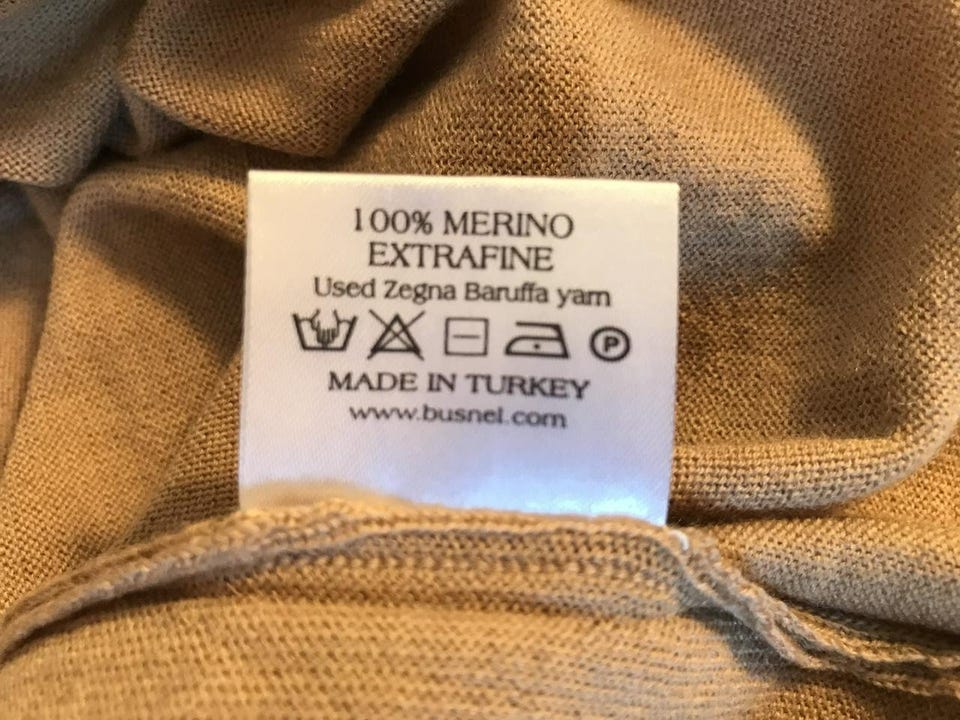 100% MERINO
EXTRAFINE
Used Zegna Baruffa yarn
P
MADE IN TURKEY
www.busnel.com